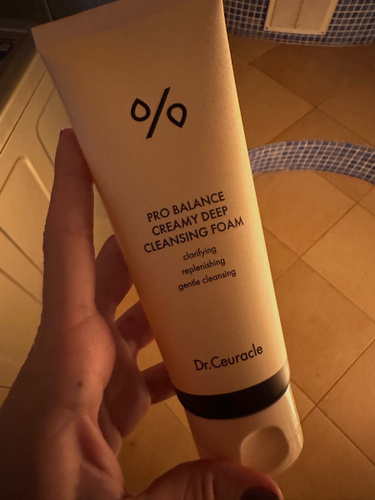 %
PRO BALANCE
CREAMY DEEP
CLEANSING FOAM
clarifying
replenishing
gentle cleansing
Dr.Ceuracle